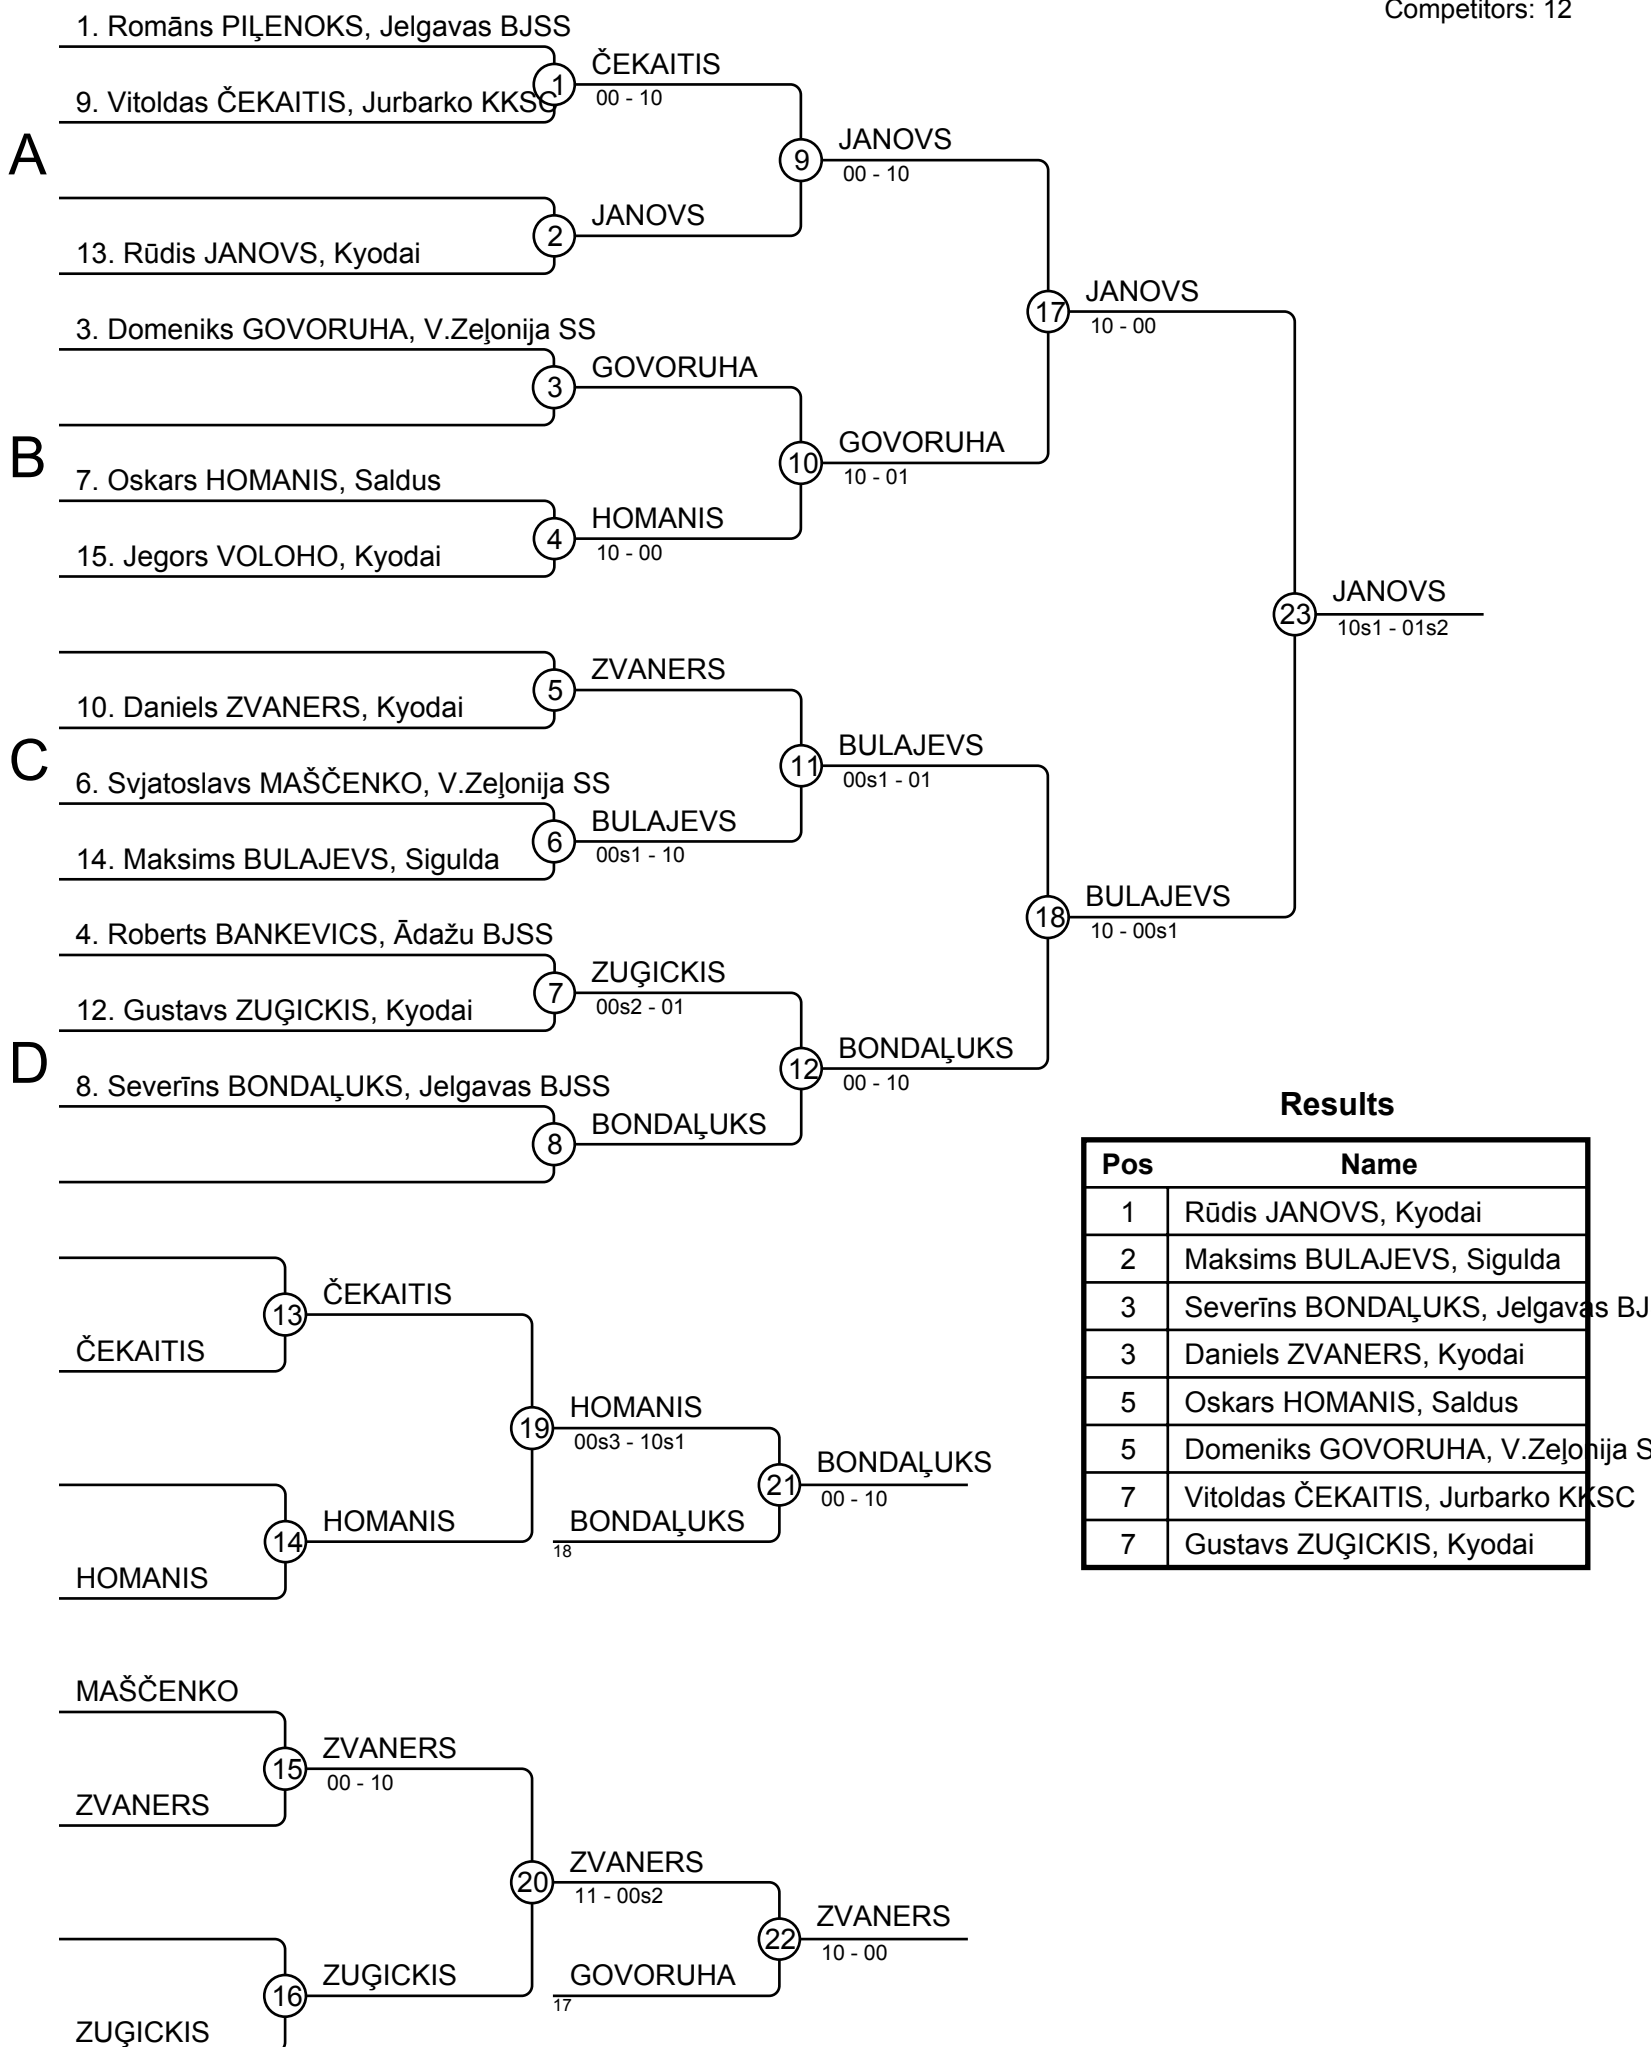 Competitors: 12
1. Romāns PIĻENOKS, Jelgavas BJSS
1
ČEKAITIS
00 - 10
9. Vitoldas ČEKAITIS, Jurbarko KKSC
A
9
JANOVS
00 - 10
2
JANOVS
13. Rūdis JANOVS, Kyodai
17
JANOVS
10 - 00
3. Domeniks GOVORUHA, V.Zeļonija SS
3
GOVORUHA
B
10
GOVORUHA
10 - 01
7. Oskars HOMANIS, Saldus
4
HOMANIS
10 - 00
15. Jegors VOLOHO, Kyodai
23
JANOVS
10s1 - 01s2
5
ZVANERS
10. Daniels ZVANERS, Kyodai
C
11
BULAJEVS
00s1 - 01
6. Svjatoslavs MAŠČENKO, V.Zeļonija SS
6
BULAJEVS
00s1 - 10
14. Maksims BULAJEVS, Sigulda
18
BULAJEVS
10 - 00s1
4. Roberts BANKEVICS, Ādažu BJSS
7
ZUĢICKIS
00s2 - 01
12. Gustavs ZUĢICKIS, Kyodai
D
12
BONDAĻUKS
00 - 10
8. Severīns BONDAĻUKS, Jelgavas BJSS
8
BONDAĻUKS
Results
Pos Name
1 Rūdis JANOVS, Kyodai
2 Maksims BULAJEVS, Sigulda
3 Severīns BONDAĻUKS, Jelgavas BJ
3 Daniels ZVANERS, Kyodai
5 Oskars HOMANIS, Saldus
5 Domeniks GOVORUHA, V.Zeļonija S
7 Vitoldas ČEKAITIS, Jurbarko KKSC
7 Gustavs ZUĢICKIS, Kyodai
13
ČEKAITIS
ČEKAITIS
19
HOMANIS
00s3 - 10s1
21
BONDAĻUKS
00 - 10
BONDAĻUKS
18
14
HOMANIS
HOMANIS
MAŠČENKO
15
ZVANERS
00 - 10
ZVANERS
20
ZVANERS
11 - 00s2
22
ZVANERS
10 - 00
GOVORUHA
17
16
ZUĢICKIS
ZUĢICKIS